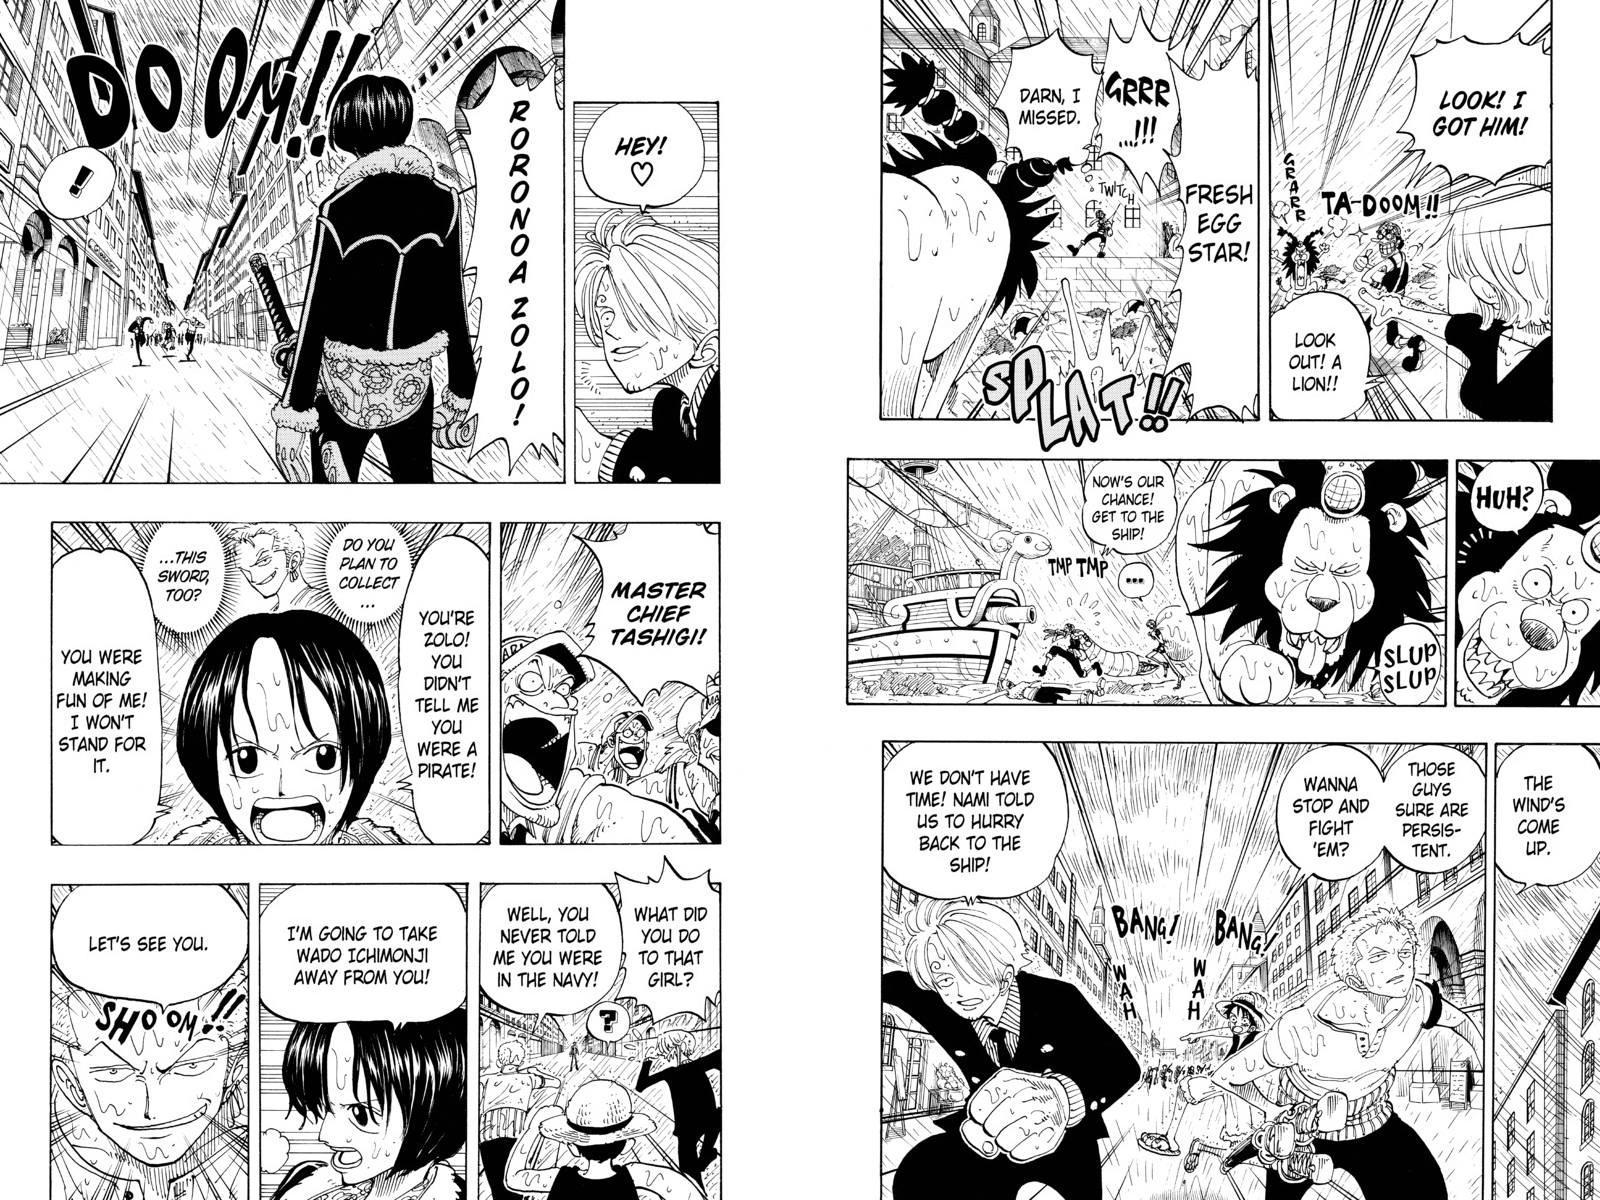 LOOK! I
GOT HIM!
GRARR
TA-DOOM!!
LOOK
OUT! A
LION!!
FRESH
EGG
STAR!
GRRR
...!!!
DARN, I
MISSED.
TWITCH
SPLAT!!
HUH?
SLUP
SLUP
NOW'S OUR
CHANCE!
GET TO THE
SHIP!
...
TMP TMP
THE
WIND'S
COME
UP.
THOSE
GUYS
SURE ARE
PERSIS-
TENT.
WANNA
STOP AND
FIGHT
'EM?
WE DON'T HAVE
TIME! NAMI TOLD
US TO HURRY
BACK TO THE
SHIP!
BANG!
BANG!
WAH
WAH
HEY!
♡
RORONOA ZOLO!
DOOM!!
!
MASTER
CHIEF
TASHIGI!
YOU'RE
ZOLO!
YOU
DIDN'T
TELL ME
YOU
WERE A
PIRATE!
DO YOU
PLAN TO
COLLECT
...
...THIS
SWORD,
TOO?
YOU WERE
MAKING
FUN OF ME!
I WON'T
STAND FOR
IT.
WHAT DID
YOU DO
TO THAT
GIRL?
WELL, YOU
NEVER TOLD
ME YOU WERE
IN THE NAVY!
?
I'M GOING TO TAKE
WADO ICHIMONJI
AWAY FROM YOU!
LET'S SEE YOU.
SHOOM!!